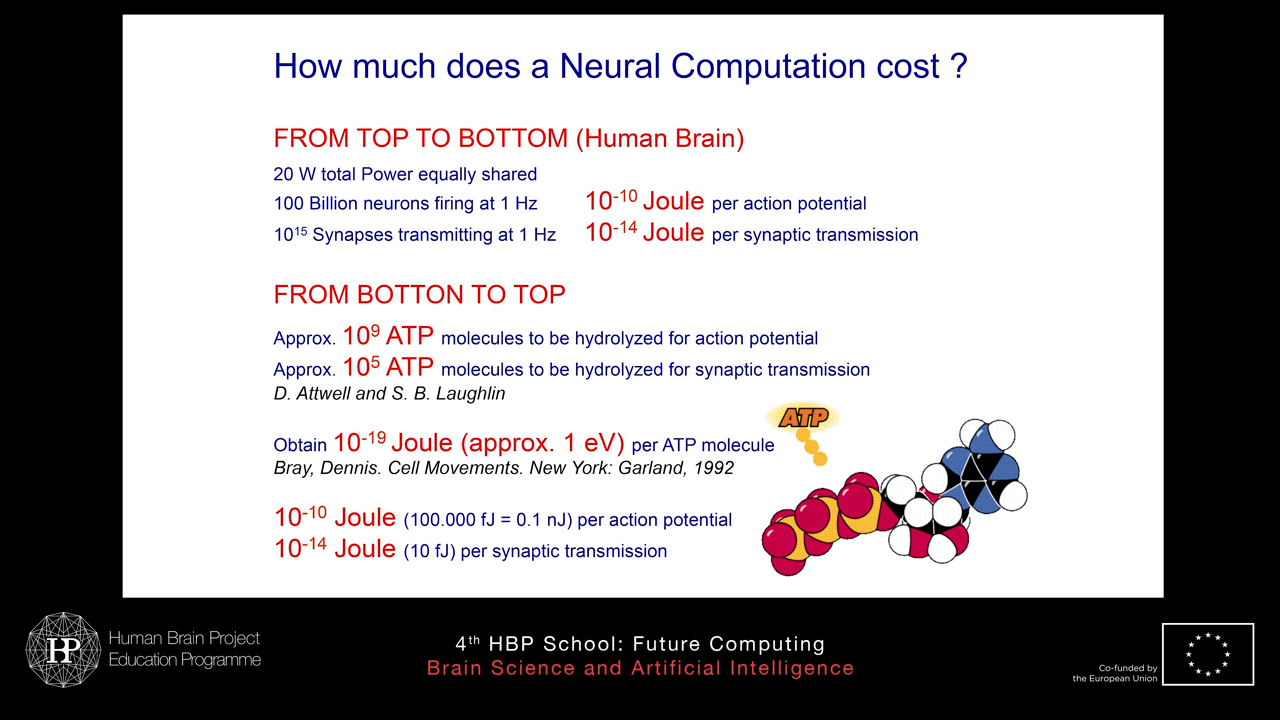 How much does a Neural Computation cost ?
FROM TOP TO BOTTOM (Human Brain)
20 W total Power equally shared
100 Billion neurons firing at 1 Hz 10⁻¹⁰ Joule per action potential
10¹⁵ Synapses transmitting at 1 Hz 10⁻¹⁴ Joule per synaptic transmission
FROM BOTTON TO TOP
Approx. 10⁹ ATP molecules to be hydrolyzed for action potential
Approx. 10⁵ ATP molecules to be hydrolyzed for synaptic transmission
D. Attwell and S. B. Laughlin
ATP
Obtain 10⁻¹⁹ Joule (approx. 1 eV) per ATP molecule
Bray, Dennis. Cell Movements. New York: Garland, 1992
10⁻¹⁰ Joule (100.000 fJ = 0.1 nJ) per action potential
10⁻¹⁴ Joule (10 fJ) per synaptic transmission
HBP
Human Brain Project
Education Programme
4ᵗʰ HBP School: Future Computing
Brain Science and Artificial Intelligence
Co-funded by
the European Union